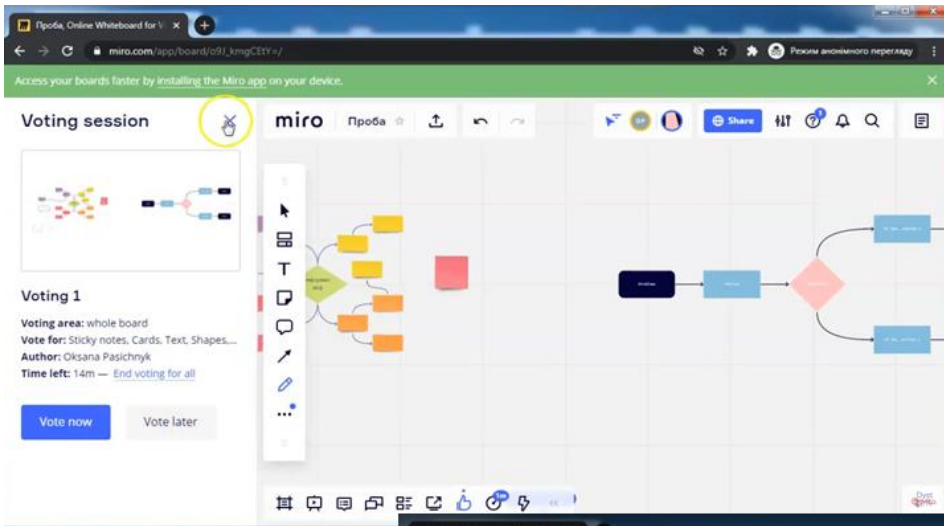 Проба, Online Whiteboard for V
miro.com/app/board/o9J_kmgCEtY=/
Режим анонімного перегляду
Access your boards faster by installing the Miro app on your device.
Voting session
miro
Проба
Share
Voting 1
Voting area: whole board
Vote for: Sticky notes, Cards, Text, Shapes,...
Author: Oksana Pasichnyk
Time left: 14m — End voting for all
Vote now
Vote later